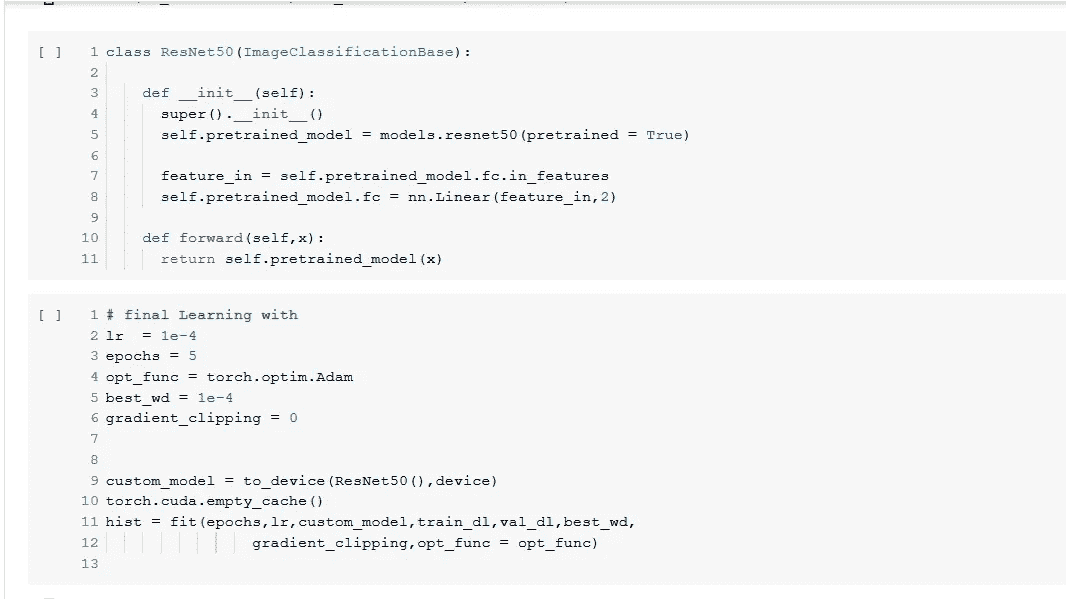 [ ] 1 class ResNet50(ImageClassificationBase):
2
3     def __init__(self):
4       super().__init__()
5       self.pretrained_model = models.resnet50(pretrained = True)
6
7       feature_in = self.pretrained_model.fc.in_features
8       self.pretrained_model.fc = nn.Linear(feature_in,2)
9
10     def forward(self,x):
11       return self.pretrained_model(x)
[ ] 1 # final Learning with
2 lr  = 1e-4
3 epochs = 5
4 opt_func = torch.optim.Adam
5 best_wd = 1e-4
6 gradient_clipping = 0
7
8
9 custom_model = to_device(ResNet50(),device)
10 torch.cuda.empty_cache()
11 hist = fit(epochs,lr,custom_model,train_dl,val_dl,best_wd,
12                 gradient_clipping,opt_func = opt_func)
13